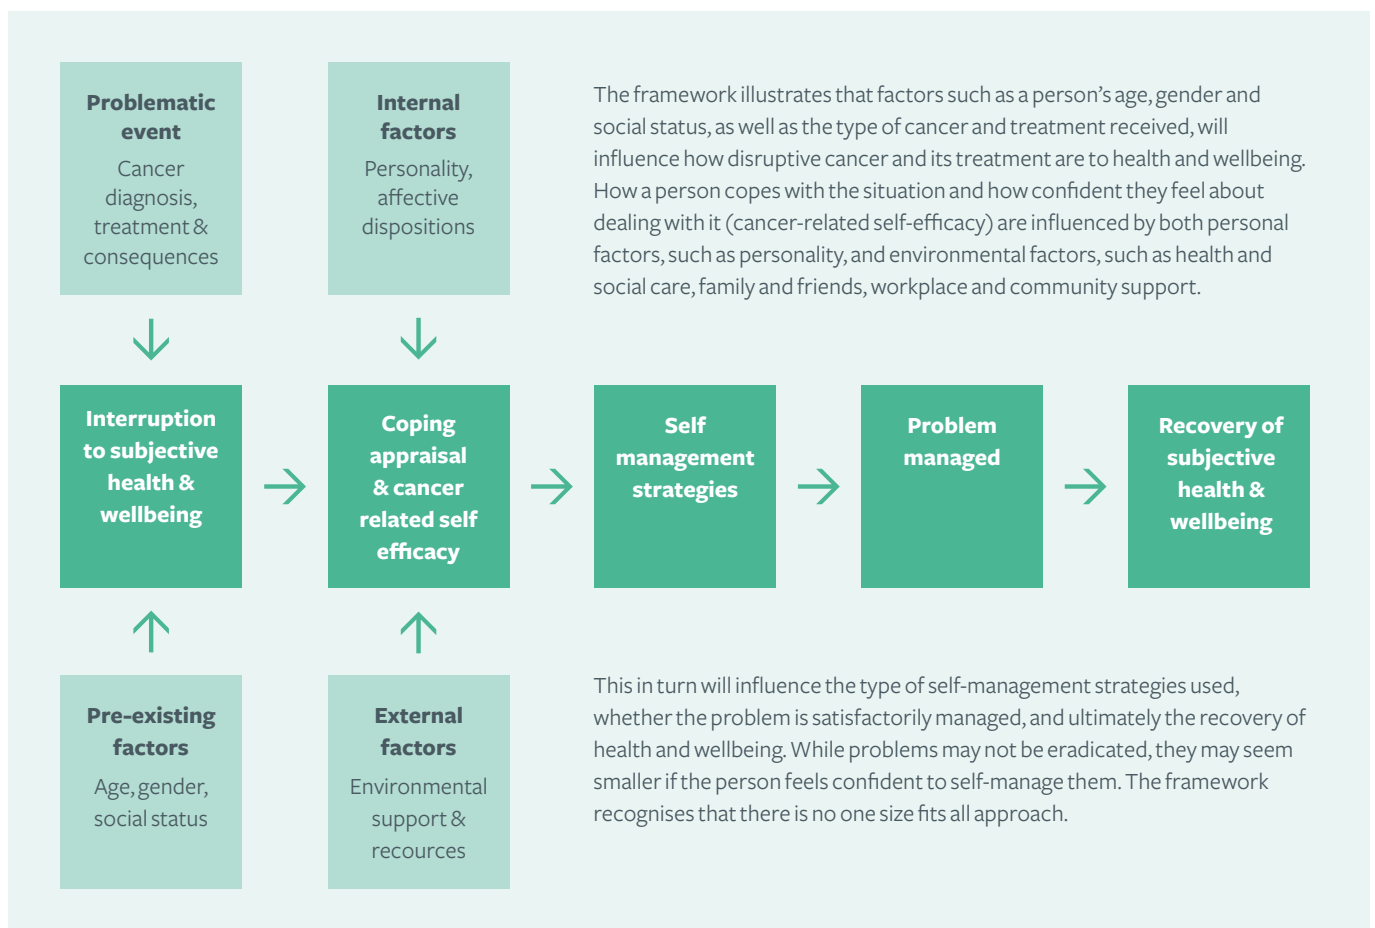 Problematic
event
Cancer
diagnosis,
treatment &
consequences
Internal
factors
Personality,
affective
dispositions
The framework illustrates that factors such as a person’s age, gender and
social status, as well as the type of cancer and treatment received, will
influence how disruptive cancer and its treatment are to health and wellbeing.
How a person copes with the situation and how confident they feel about
dealing with it (cancer-related self-efficacy) are influenced by both personal
factors, such as personality, and environmental factors, such as health and
social care, family and friends, workplace and community support.
Interruption
to subjective
health &
wellbeing
Coping
appraisal
& cancer
related self
efficacy
Self
management
strategies
Problem
managed
Recovery of
subjective
health &
wellbeing
Pre-existing
factors
Age, gender,
social status
External
factors
Environmental
support &
recources
This in turn will influence the type of self-management strategies used,
whether the problem is satisfactorily managed, and ultimately the recovery of
health and wellbeing. While problems may not be eradicated, they may seem
smaller if the person feels confident to self-manage them. The framework
recognises that there is no one size fits all approach.